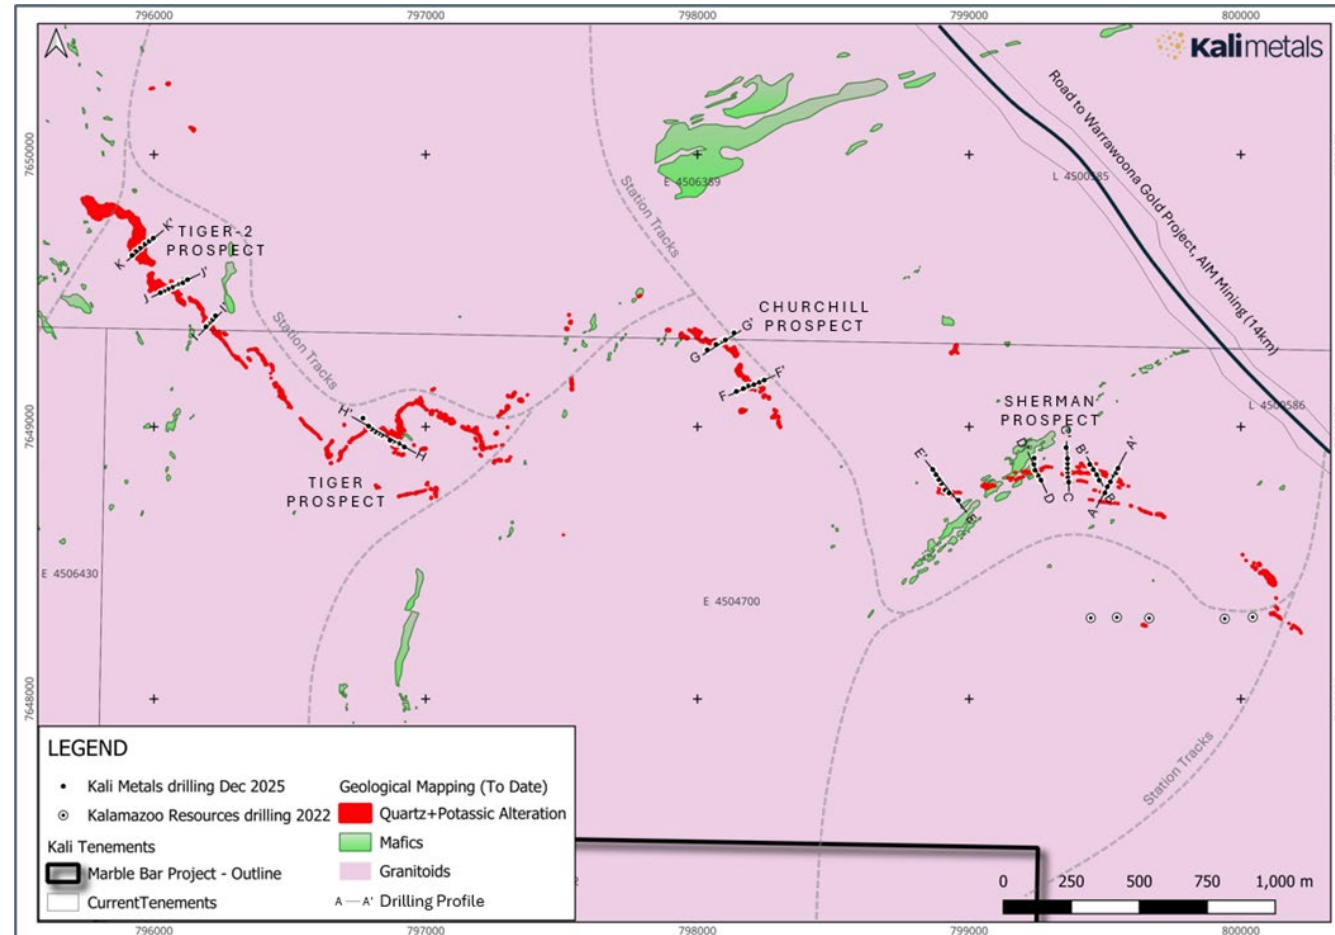 796000
797000
798000
799000
800000
Kalimetals
7650000
7649000
7648000
Road to Warrawoona Gold Project, AIM Mining (14km)
E 4506389
L 4500585
Station Tracks
K'
TIGER-2
PROSPECT
K
J'
J
I'
I
Station Tracks
CHURCHILL
PROSPECT
G'
G
F'
F
L 4500586
SHERMAN
PROSPECT
H'
H
TIGER
PROSPECT
E'
E
D'
D
C'
C
B'
B
A'
A
E 4506430
E 4504700
Station Tracks
LEGEND
Kali Metals drilling Dec 2025
Kalamazoo Resources drilling 2022
Kali Tenements
Marble Bar Project - Outline
CurrentTenements
Geological Mapping (To Date)
Quartz+Potassic Alteration
Mafics
Granitoids
A — A' Drilling Profile
0 250 500 750 1,000 m
796000
797000
798000
799000
800000